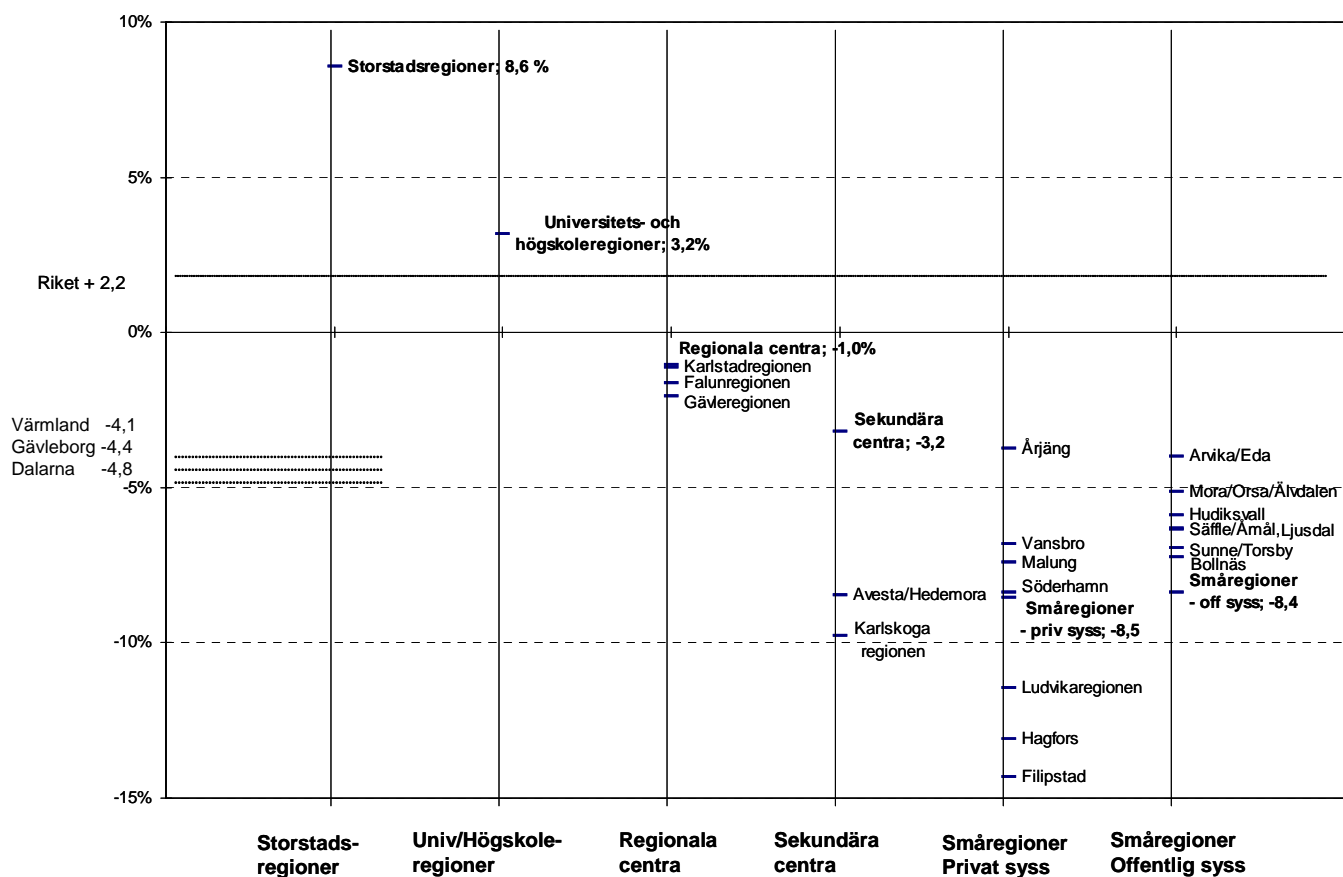 10%
Storstadsregioner; 8,6 %
5%
Universitets- och
högskoleregioner; 3,2%
Riket + 2,2
0%
Regionala centra; -1,0%
Karlstadregionen
Falunregionen
Gävleregionen
Värmland -4,1
Gävleborg -4,4
Dalarna -4,8
Sekundära
centra; -3,2
Årjäng
Arvika/Eda
-5%
Mora/Orsa/Älvdalen
Hudiksvall
Säffle/Åmål, Ljusdal
Vansbro
Sunne/Torsby
Malung
Bollnäs
Avesta/Hedemora
Söderhamn
Småregioner
- off syss; -8,4
Småregioner
- priv syss; -8,5
Karlskoga
regionen
-10%
Ludvikaregionen
Hagfors
Filipstad
-15%
Storstads-
regioner
Univ/Högskole-
regioner
Regionala
centra
Sekundära
centra
Småregioner
Privat syss
Småregioner
Offentlig syss